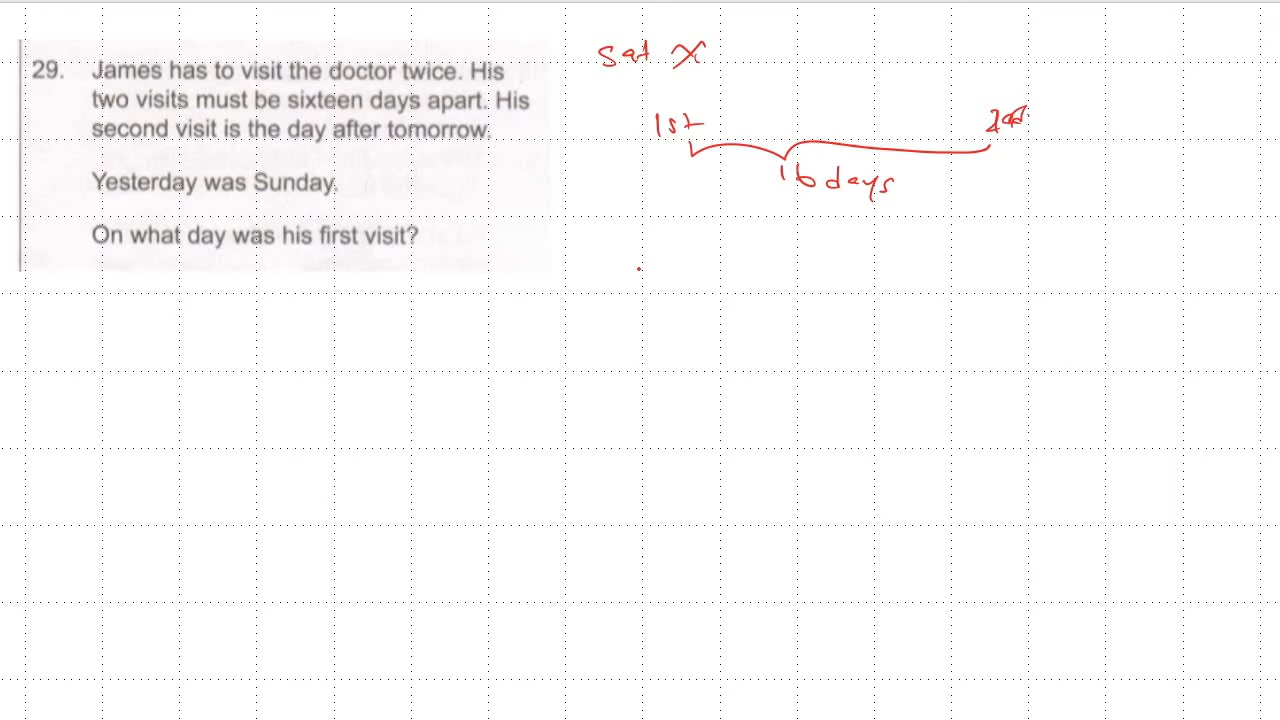 29. James has to visit the doctor twice. His
two visits must be sixteen days apart. His
second visit is the day after tomorrow.
Yesterday was Sunday.
On what day was his first visit?
Sat X
1st
2nd
16 days